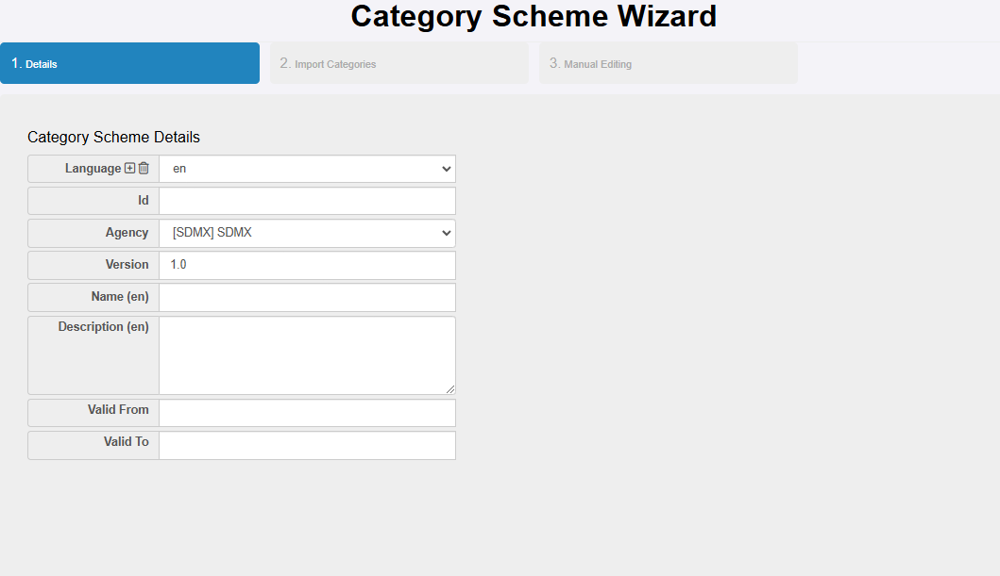 Category Scheme Wizard
1. Details
2. Import Categories
3. Manual Editing
Category Scheme Details
Language en
Id
Agency [SDMX] SDMX
Version 1.0
Name (en)
Description (en)
Valid From
Valid To